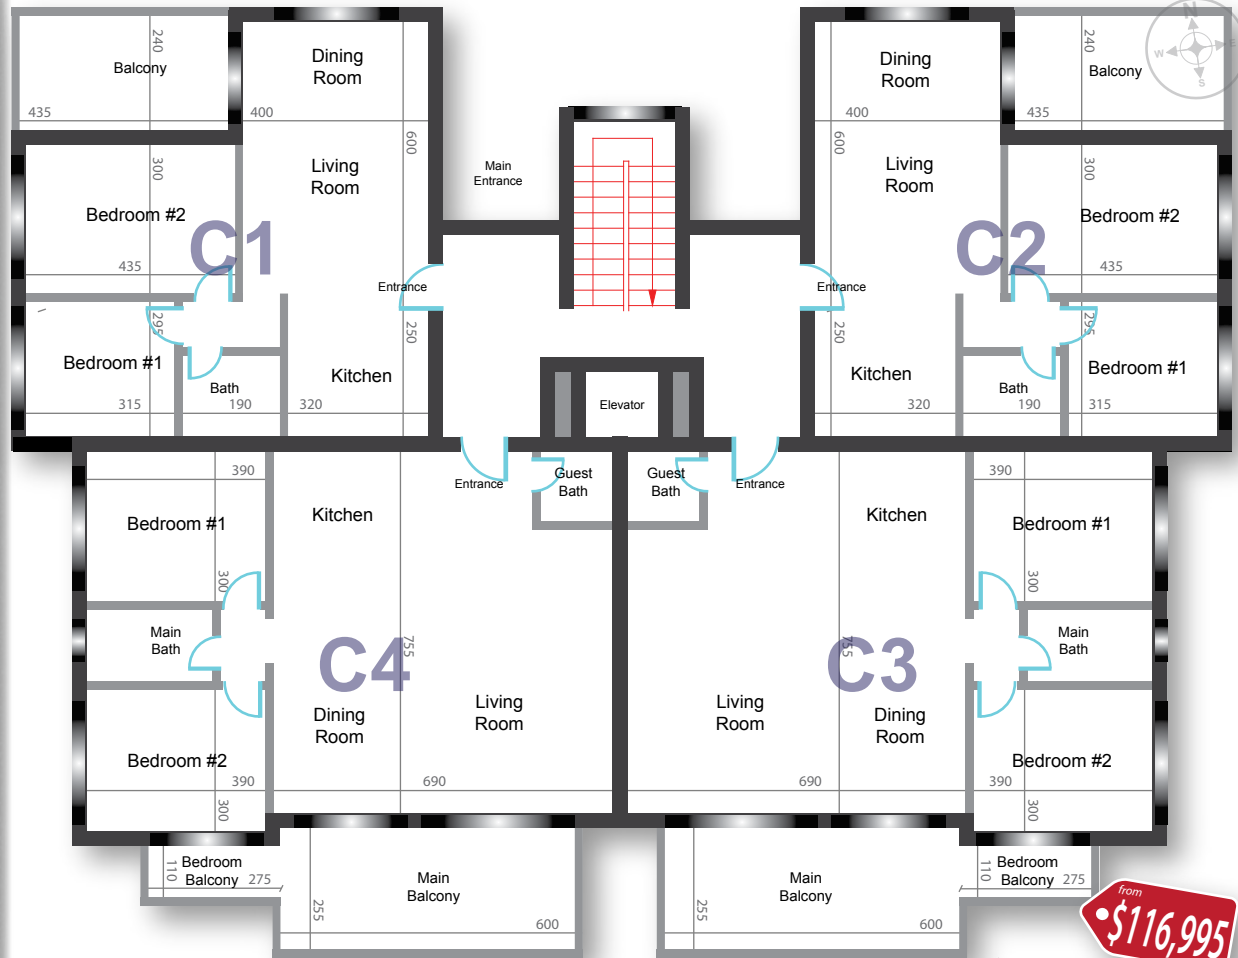 N
W
E
S
Balcony
240
435
Dining
Room
400
600
Living
Room
300
Bedroom #2
C1
435
295
Bedroom #1
315
Bath
190
Entrance
250
Kitchen
320
Main
Entrance
Elevator
Dining
Room
400
600
Living
Room
240
Balcony
435
300
Bedroom #2
C2
435
Entrance
250
Kitchen
320
Bath
190
295
Bedroom #1
315
390
Bedroom #1
300
Main
Bath
Bedroom #2
390
300
Kitchen
Entrance
Guest
Bath
C4
755
Dining
Room
Living
Room
690
Bedroom
Balcony
110
275
Main
Balcony
255
600
Guest
Bath
Entrance
Kitchen
C3
755
Living
Room
Dining
Room
690
390
Bedroom #1
300
Main
Bath
Bedroom #2
390
300
Main
Balcony
255
600
Bedroom
Balcony
110
275
from
$116,995